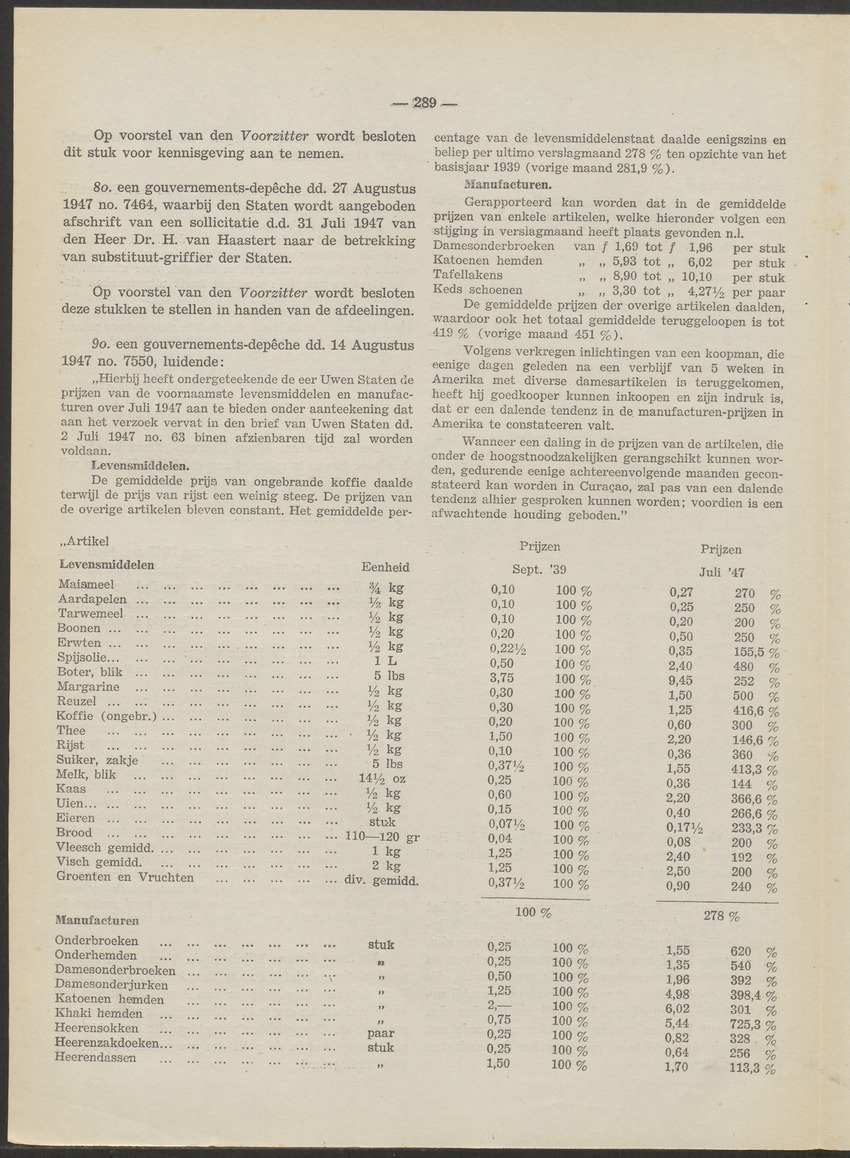 — 289 —
Op voorstel van den Voorzitter wordt besloten
dit stuk voor kennisgeving aan te nemen.
8o. een gouvernements-depêche dd. 27 Augustus
1947 no. 7464, waarbij den Staten wordt aangeboden
afschrift van een sollicitatie d.d. 31 Juli 1947 van
den Heer Dr. H. van Haastert naar de betrekking
van substituut-griffier der Staten.
Op voorstel van den Voorzitter wordt besloten
deze stukken te stellen in handen van de afdeelingen.
9o. een gouvernements-depêche dd. 14 Augustus
1947 no. 7550, luidende:
„Hierbij heeft ondergeteekende de eer Uwen Staten de
prijzen van de voornaamste levensmiddelen en manufac-
turen over Juli 1947 aan te bieden onder aanteekening dat
aan het verzoek vervat in den brief van Uwen Staten dd.
2 Juli 1947 no. 63 binen afzienbaren tijd zal worden
voldaan.
Levensmiddelen.
De gemiddelde prijs van ongebrande koffie daalde
terwijl de prijs van rijst een weinig steeg. De prijzen van
de overige artikelen bleven constant. Het gemiddelde per-
centage van de levensmiddelenstaat daalde eenigszins en
beliep per ultimo verslagmaand 278 % ten opzichte van het
basisjaar 1939 (vorige maand 281,9 %).
Manufacturen.
Gerapporteerd kan worden dat in de gemiddelde
prijzen van enkele artikelen, welke hieronder volgen een
stijging in verslagmaand heeft plaats gevonden n.l.
Damesonderbroeken van f 1,69 tot f 1,96 per stuk
Katoenen hemden „ „ 5,93 tot „ 6,02 per stuk
Tafellakens „ „ 8,90 tot „ 10,10 per stuk
Keds schoenen „ „ 3,30 tot „ 4,27½ per paar
De gemiddelde prijzen der overige artikelen daalden,
waardoor ook het totaal gemiddelde teruggeloopen is tot
419 % (vorige maand 451 %).
Volgens verkregen inlichtingen van een koopman, die
eenige dagen geleden na een verblijf van 5 weken in
Amerika met diverse damesartikelen is teruggekomen,
heeft hij goedkooper kunnen inkoopen en zijn indruk is,
dat er een dalende tendenz in de manufacturen-prijzen in
Amerika te constateeren valt.
Wanneer een daling in de prijzen van de artikelen, die
onder de hoogstnoodzakelijken gerangschikt kunnen wor-
den, gedurende eenige achtereenvolgende maanden gecon-
stateerd kan worden in Curaçao, zal pas van een dalende
tendenz alhier gesproken kunnen worden; voordien is een
afwachtende houding geboden.”
„Artikel Prijzen Prijzen
Levensmiddelen Eenheid Sept. '39 Juli '47
Maismeel ... ... ... ... ... ... ... ... ¾ kg 0,10 100 % 0,27 270 %
Aardapelen ... ... ... ... ... ... ... ... ½ kg 0,10 100 % 0,25 250 %
Tarwemeel ... ... ... ... ... ... ... ... ½ kg 0,10 100 % 0,20 200 %
Boonen ... ... ... ... ... ... ... ... ... ½ kg 0,20 100 % 0,50 250 %
Erwten ... ... ... ... ... ... ... ... ... ½ kg 0,22½ 100 % 0,35 155,5 %
Spijsolie... ... ... ... ... ... ... ... ... 1 L 0,50 100 % 2,40 480 %
Boter, blik ... ... ... ... ... ... ... ... 5 lbs 3,75 100 % 9,45 252 %
Margarine ... ... ... ... ... ... ... ... ½ kg 0,30 100 % 1,50 500 %
Reuzel ... ... ... ... ... ... ... ... ... ½ kg 0,30 100 % 1,25 416,6 %
Koffie (ongebr.) ... ... ... ... ... ... ... ½ kg 0,20 100 % 0,60 300 %
Thee ... ... ... ... ... ... ... ... ... ½ kg 1,50 100 % 2,20 146,6 %
Rijst ... ... ... ... ... ... ... ... ... ½ kg 0,10 100 % 0,36 360 %
Suiker, zakje ... ... ... ... ... ... ... 5 lbs 0,37½ 100 % 1,55 413,3 %
Melk, blik ... ... ... ... ... ... ... ... 14½ oz 0,25 100 % 0,36 144 %
Kaas ... ... ... ... ... ... ... ... ... ½ kg 0,60 100 % 2,20 366,6 %
Uien... ... ... ... ... ... ... ... ... ... ½ kg 0,15 100 % 0,40 266,6 %
Eieren ... ... ... ... ... ... ... ... ... stuk 0,07½ 100 % 0,17½ 233,3 %
Brood ... ... ... ... ... ... ... ... ... 110—120 gr 0,04 100 % 0,08 200 %
Vleesch gemidd. ... ... ... ... ... ... ... 1 kg 1,25 100 % 2,40 192 %
Visch gemidd. ... ... ... ... ... ... ... 2 kg 1,25 100 % 2,50 200 %
Groenten en Vruchten ... ... ... ... ... div. gemidd. 0,37½ 100 % 0,90 240 %
100 % 278 %
Manufacturen
Onderbroeken ... ... ... ... ... ... ... stuk 0,25 100 % 1,55 620 %
Onderhemden ... ... ... ... ... ... ... „ 0,25 100 % 1,35 540 %
Damesonderbroeken ... ... ... ... ... ... „ 0,50 100 % 1,96 392 %
Damesonderjurken ... ... ... ... ... ... „ 1,25 100 % 4,98 398,4 %
Katoenen hemden ... ... ... ... ... ... „ 2,— 100 % 6,02 301 %
Khaki hemden ... ... ... ... ... ... ... „ 0,75 100 % 5,44 725,3 %
Heerensokken ... ... ... ... ... ... ... paar 0,25 100 % 0,82 328 %
Heerenzakdoeken... ... ... ... ... ... ... stuk 0,25 100 % 0,64 256 %
Heerendassen ... ... ... ... ... ... ... „ 1,50 100 % 1,70 113,3 %